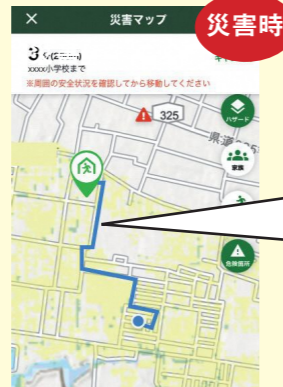 ×
災害マップ
災害時
xxxx小学校まで
※周囲の安全状況を確認してから移動してください
325
ハザード
家族
危険箇所